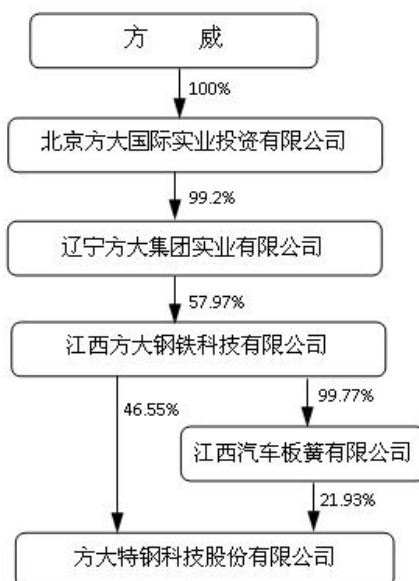 方 威
100%
北京方大国际实业投资有限公司
99.2%
辽宁方大集团实业有限公司
57.97%
江西方大钢铁科技有限公司
46.55%
99.77%
江西汽车板簧有限公司
21.93%
方大特钢科技股份有限公司